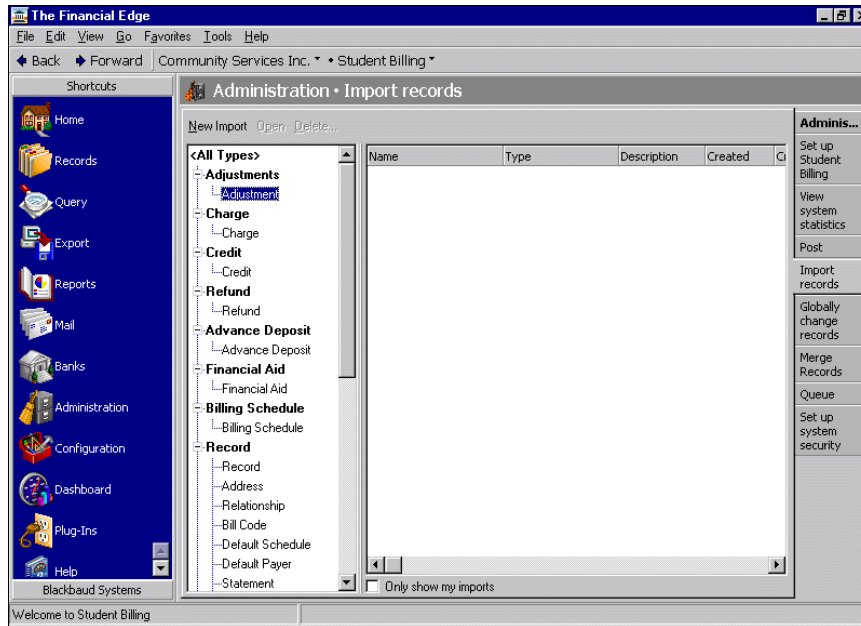 The Financial Edge
File Edit View Go Favorites Tools Help
Back Forward Community Services Inc. • Student Billing
Shortcuts
Home
Records
Query
Export
Reports
Mail
Banks
Administration
Configuration
Dashboard
Plug-Ins
Help
Blackbaud Systems
Administration • Import records
New Import Open Delete...
<All Types>
Adjustments
Adjustment
Charge
Charge
Credit
Credit
Refund
Refund
Advance Deposit
Advance Deposit
Financial Aid
Financial Aid
Billing Schedule
Billing Schedule
Record
Record
Address
Relationship
Bill Code
Default Schedule
Default Payer
Statement
Name Type Description Created
Only show my imports
Adminis...
Set up
Student
Billing
View
system
statistics
Post
Import
records
Globally
change
records
Merge
Records
Queue
Set up
system
security
Welcome to Student Billing